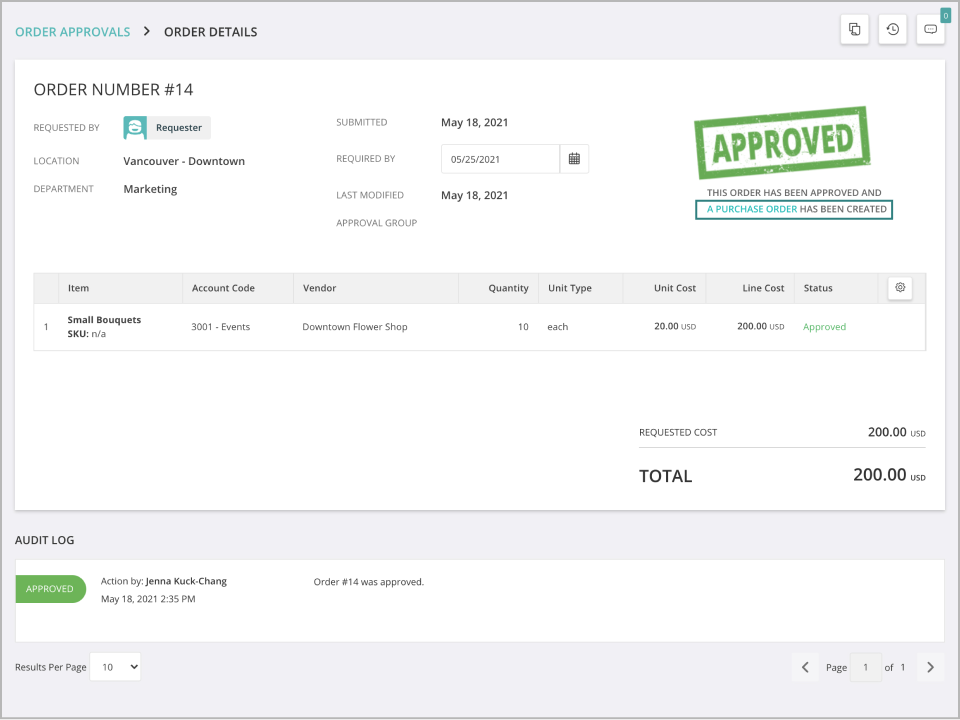 ORDER APPROVALS > ORDER DETAILS
0
ORDER NUMBER #14
REQUESTED BY Requester
LOCATION Vancouver - Downtown
DEPARTMENT Marketing
SUBMITTED May 18, 2021
REQUIRED BY 05/25/2021
LAST MODIFIED May 18, 2021
APPROVAL GROUP
APPROVED
THIS ORDER HAS BEEN APPROVED AND
A PURCHASE ORDER HAS BEEN CREATED
Item Account Code Vendor Quantity Unit Type Unit Cost Line Cost Status
1 Small Bouquets 3001 - Events Downtown Flower Shop 10 each 20.00 USD 200.00 USD Approved
SKU: n/a
REQUESTED COST 200.00 USD
TOTAL 200.00 USD
AUDIT LOG
APPROVED
Action by: Jenna Kuck-Chang Order #14 was approved.
May 18, 2021 2:35 PM
Results Per Page 10 Page 1 of 1